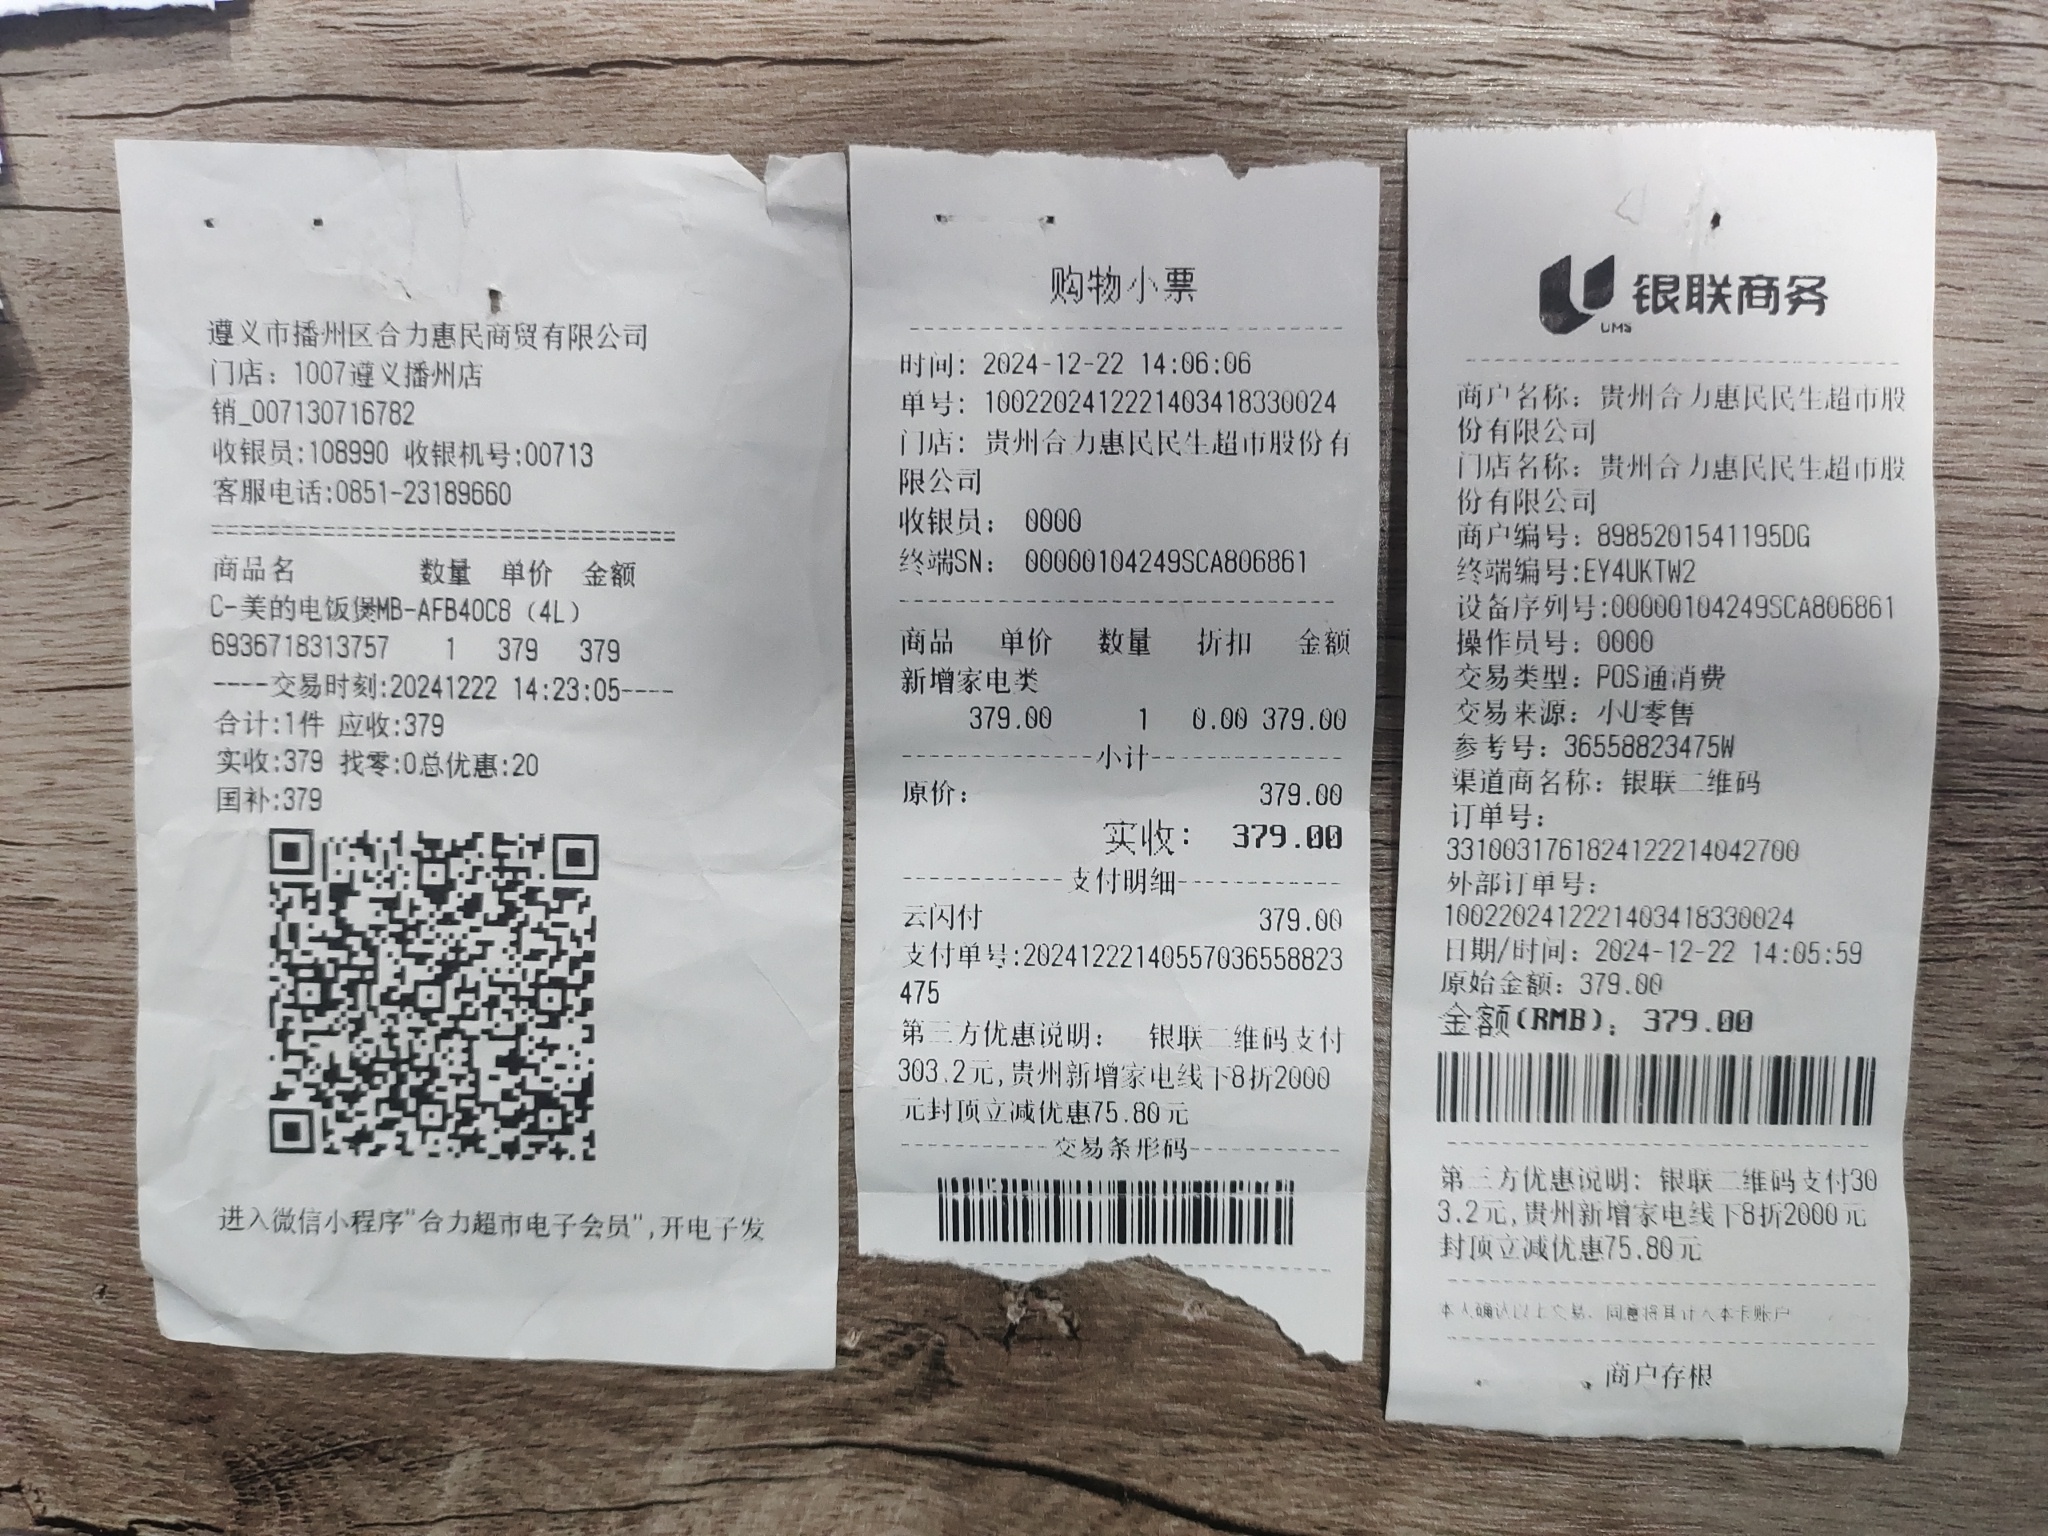 遵义市播州区合力惠民商贸有限公司
门店：1007遵义播州店
销_007130716782
收银员:108990 收银机号:00713
客服电话:0851-23189660
商品名 数量 单价 金额
C-美的电饭煲MB-AFB40C8（4L）
6936718313757 1 379 379
----交易时刻:20241222 14:23:05----
合计:1件 应收:379
实收:379 找零:0总优惠:20
国补:379
进入微信小程序"合力超市电子会员",开电子发
购物小票
时间: 2024-12-22 14:06:06
单号: 1002202412221403418330024
门店: 贵州合力惠民民生超市股份有
限公司
收银员: 0000
终端SN: 00000104249SCA806861
商品 单价 数量 折扣 金额
新增家电类
379.00 1 0.00 379.00
小计
原价: 379.00
实收: 379.00
支付明细
云闪付 379.00
支付单号:20241222140557036558823
475
第三方优惠说明: 银联二维码支付
303.2元,贵州新增家电线下8折2000
元封顶立减优惠75.80元
交易条形码
UMS
银联商务
商户名称: 贵州合力惠民民生超市股
份有限公司
门店名称: 贵州合力惠民民生超市股
份有限公司
商户编号: 8985201541195DG
终端编号:EY4UKTW2
设备序列号:00000104249SCA806861
操作员号: 0000
交易类型: POS通消费
交易来源: 小U零售
参考号: 36558823475W
渠道商名称: 银联二维码
订单号:
3310031761824122214042700
外部订单号:
1002202412221403418330024
日期/时间: 2024-12-22 14:05:59
原始金额: 379.00
金额(RMB): 379.00
第三方优惠说明: 银联二维码支付30
3.2元,贵州新增家电线下8折2000元
封顶立减优惠75.80元
本人确认以上交易, 同意将其计入本卡账户
商户存根